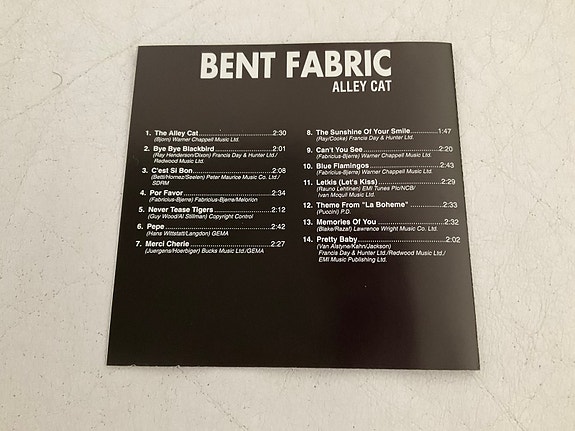 BENT FABRIC
ALLEY CAT
1. The Alley Cat..............................2:30
(Bjorn) Warner Chappell Music Ltd.
2. Bye Bye Blackbird.......................2:01
(Ray Henderson/Dixon) Francis Day & Hunter Ltd./
Redwood Music Ltd.
3. C'est Si Bon................................2:08
(Betti/Hornez/Seelen) Peter Maurice Music Co. Ltd./
SDRM
4. Por Favor.....................................2:34
(Fabricius-Bjerre) Fabricius-Bjerre/Melorion
5. Never Tease Tigers......................2:12
(Guy Wood/Al Stillman) Copyright Control
6. Pepe............................................2:42
(Hans Wittstatt/Langdon) GEMA
7. Merci Cherie................................2:27
(Juergens/Hoerbiger) Bucks Music Ltd./GEMA
8. The Sunshine Of Your Smile..........1:47
(Ray/Cooke) Francis Day & Hunter Ltd.
9. Can't You See..............................2:20
(Fabricius-Bjerre) Warner Chappell Music Ltd.
10. Blue Flamingos...........................2:43
(Fabricius-Bjerre) Warner Chappell Music Ltd.
11. Letkis (Let's Kiss)........................2:29
(Rauno Lehtinen) EMI Tunes Plc/NCB/
Ivan Moquil Music Ltd.
12. Theme From "La Boheme"...........2:33
(Puccini) P.D.
13. Memories Of You.........................2:32
(Blake/Razaf) Lawrence Wright Music Co. Ltd.
14. Pretty Baby..................................2:02
(Van Alstyne/Kahn/Jackson)
Francis Day & Hunter Ltd./Redwood Music Ltd./
EMI Music Publishing Ltd.